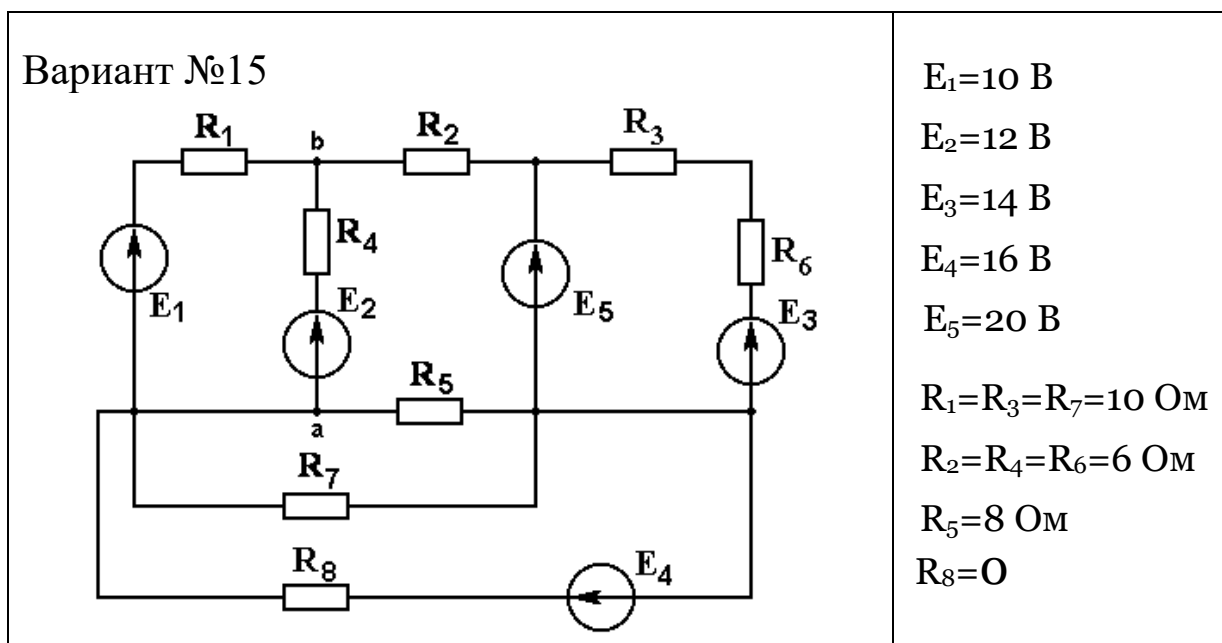 Вариант №15
R₁
b
R₂
R₃
R₄
R₆
E₁
E₂
E₅
E₃
R₅
a
R₇
R₈
E₄
E₁=10 В
E₂=12 В
E₃=14 В
E₄=16 В
E₅=20 В
R₁=R₃=R₇=10 Ом
R₂=R₄=R₆=6 Ом
R₅=8 Ом
R₈=0